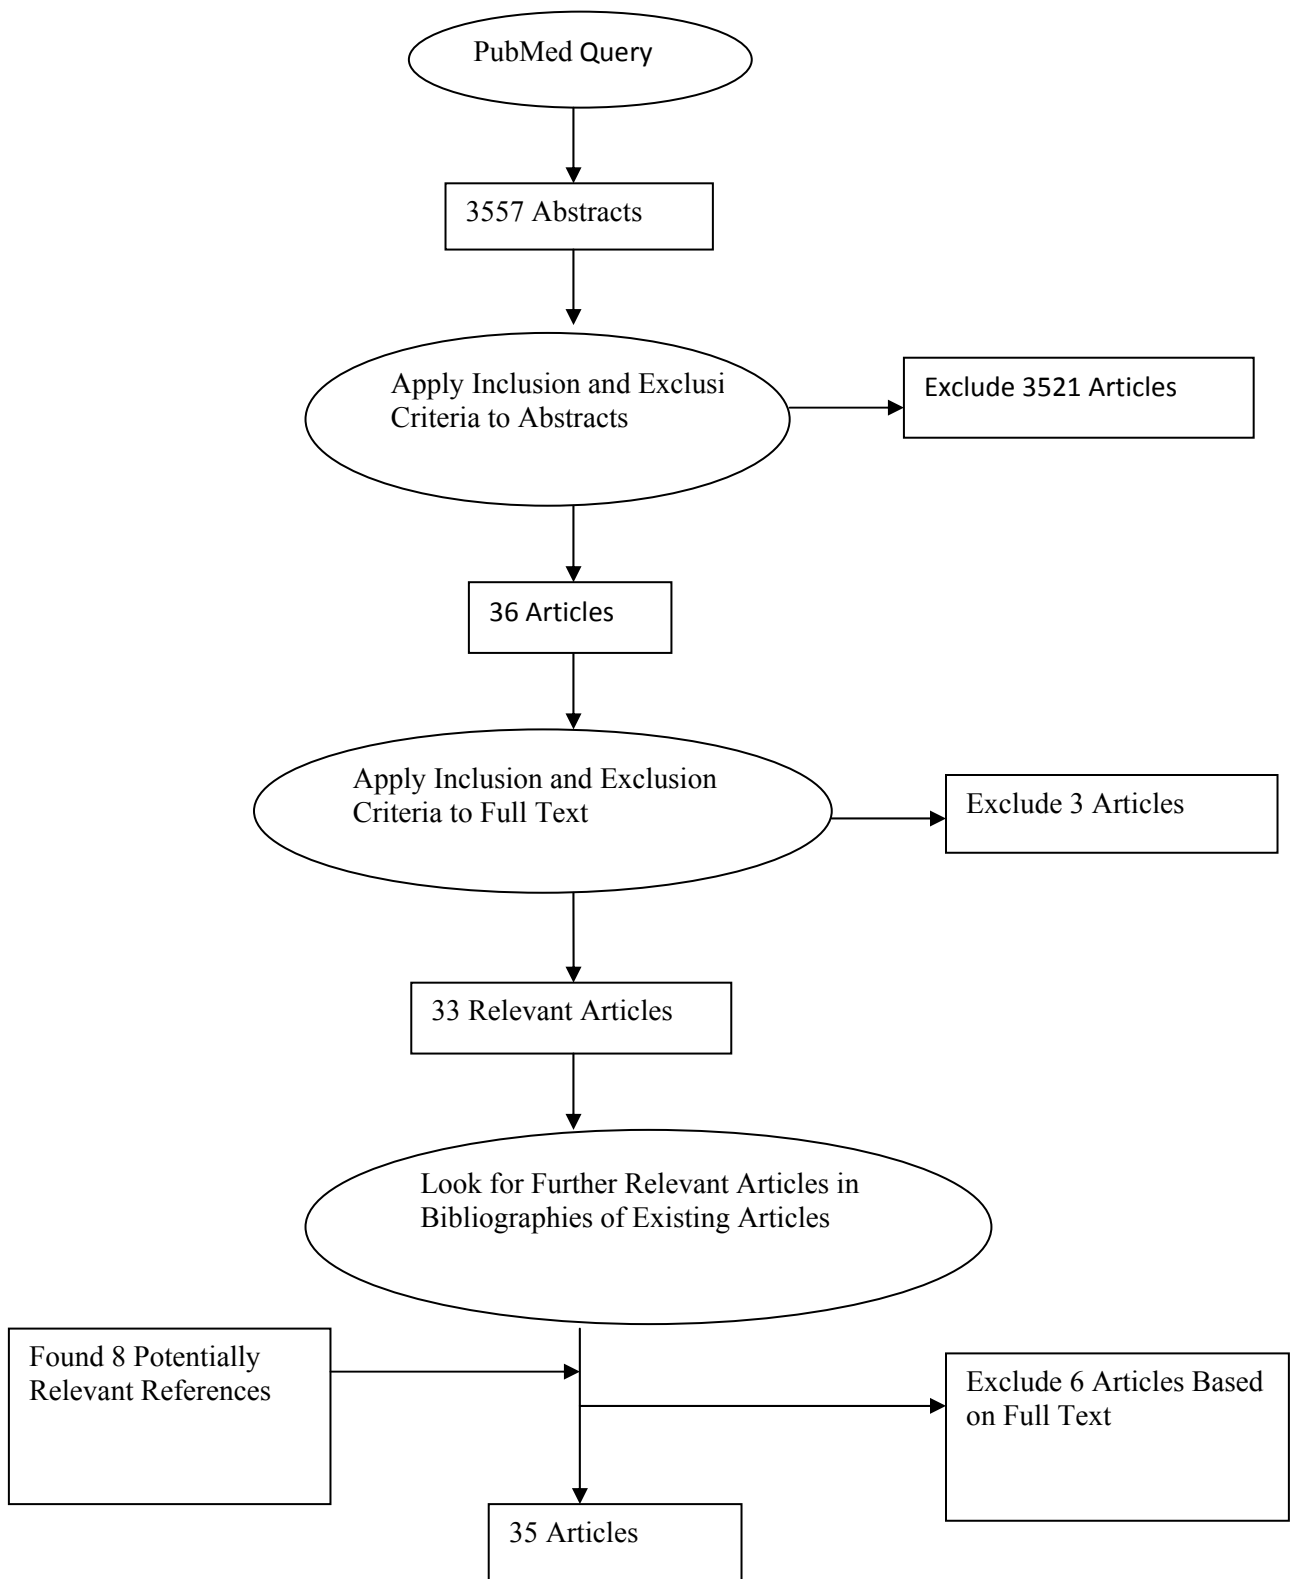 PubMed Query
3557 Abstracts
Apply Inclusion and Exclusi
Criteria to Abstracts
Exclude 3521 Articles
36 Articles
Apply Inclusion and Exclusion
Criteria to Full Text
Exclude 3 Articles
33 Relevant Articles
Look for Further Relevant Articles in
Bibliographies of Existing Articles
Found 8 Potentially
Relevant References
Exclude 6 Articles Based
on Full Text
35 Articles